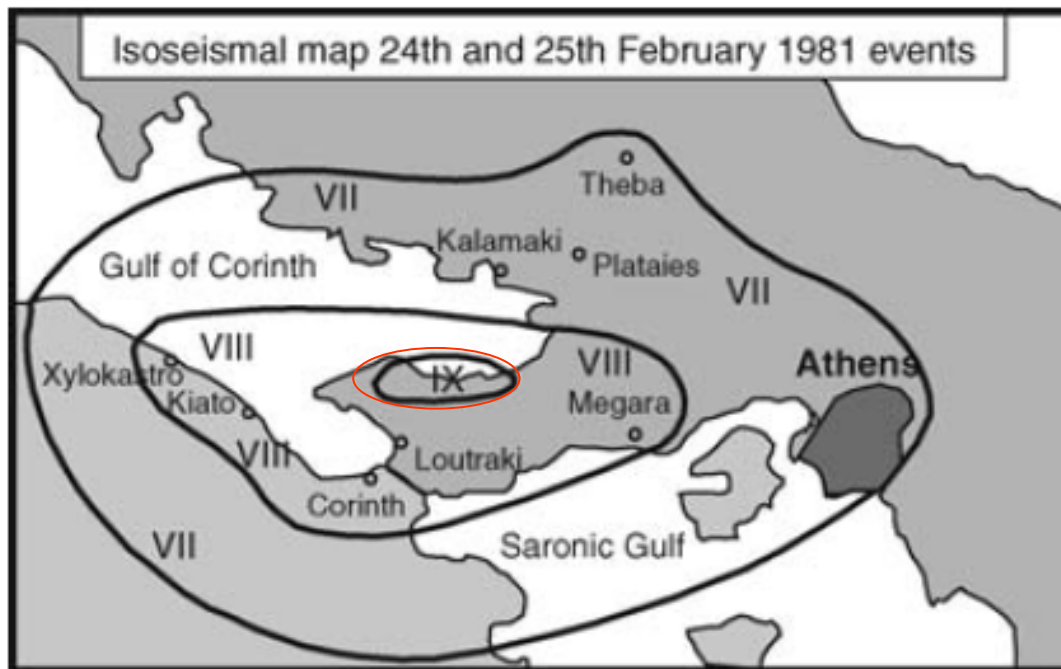 Isoseismal map 24th and 25th February 1981 events
Theba
VII
Kalamaki
Plataies
Gulf of Corinth
VII
VIII
VIII
Athens
Xylokastro
IX
Kiato
Megara
VIII
Loutraki
Corinth
VII
Saronic Gulf